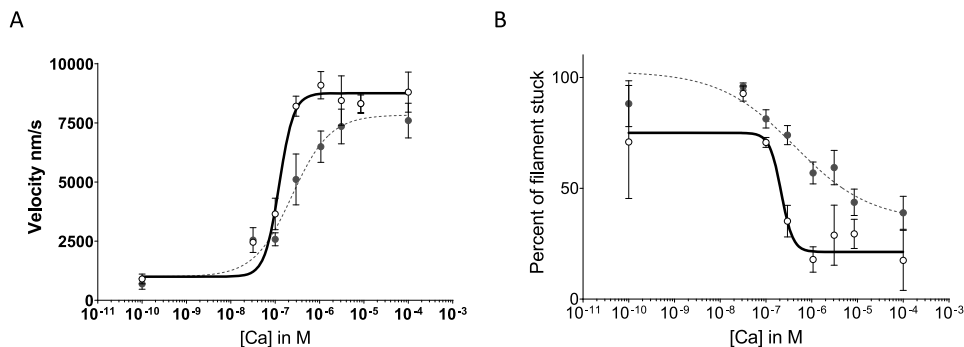 A
B
10000
7500
5000
2500
0
Velocity nm/s
10⁻¹¹ 10⁻¹⁰ 10⁻⁹ 10⁻⁸ 10⁻⁷ 10⁻⁶ 10⁻⁵ 10⁻⁴ 10⁻³
[Ca] in M
100
50
0
Percent of filament stuck
10⁻¹¹ 10⁻¹⁰ 10⁻⁹ 10⁻⁸ 10⁻⁷ 10⁻⁶ 10⁻⁵ 10⁻⁴ 10⁻³
[Ca] in M